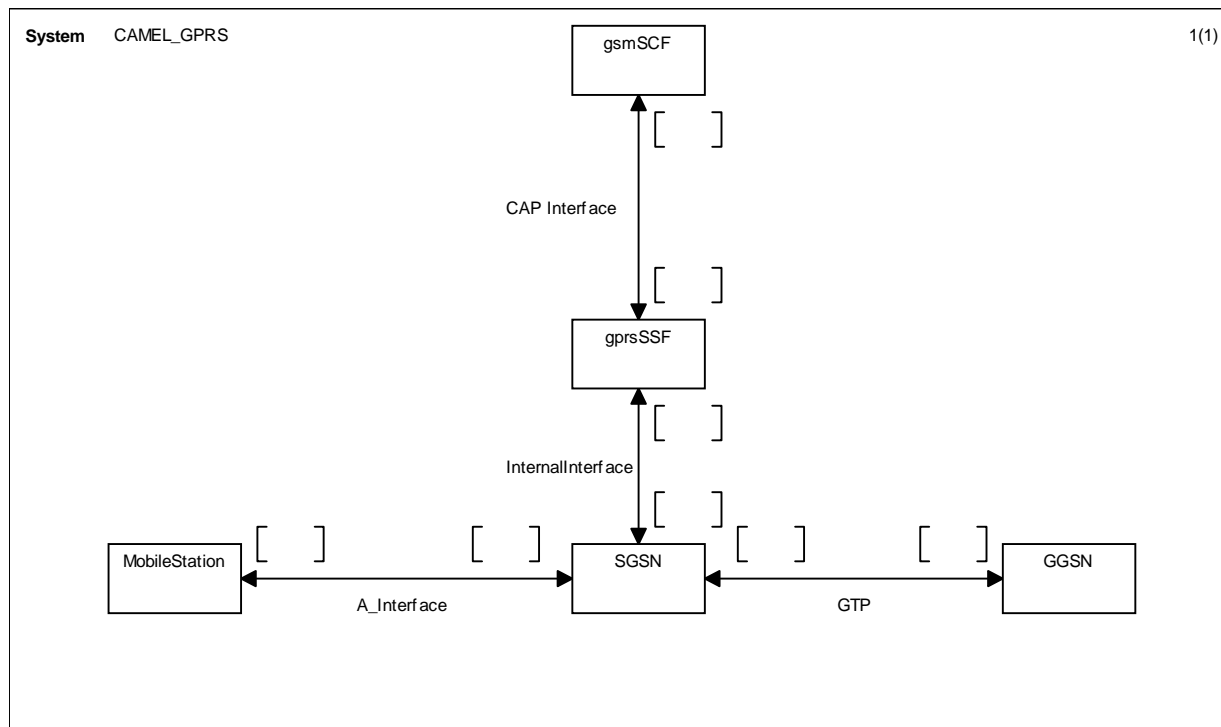 System CAMEL_GPRS 1(1)
gsmSCF
CAP Interface
gprsSSF
InternalInterface
MobileStation
SGSN
GGSN
A_Interface
GTP